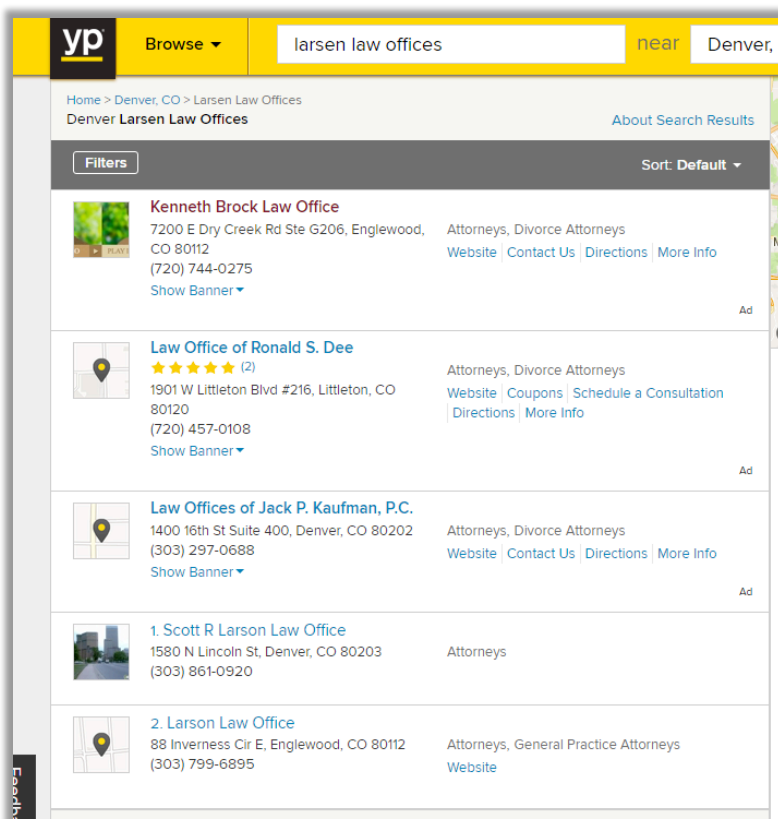 yp
Browse
larsen law offices
near
Denver,
Home > Denver, CO > Larsen Law Offices
Denver Larsen Law Offices
About Search Results
Filters
Sort: Default
Kenneth Brock Law Office
7200 E Dry Creek Rd Ste G206, Englewood,
CO 80112
(720) 744-0275
Show Banner
Attorneys, Divorce Attorneys
Website Contact Us Directions More Info
Ad
Law Office of Ronald S. Dee
(2)
1901 W Littleton Blvd #216, Littleton, CO
80120
(720) 457-0108
Show Banner
Attorneys, Divorce Attorneys
Website Coupons Schedule a Consultation
Directions More Info
Ad
Law Offices of Jack P. Kaufman, P.C.
1400 16th St Suite 400, Denver, CO 80202
(303) 297-0688
Show Banner
Attorneys, Divorce Attorneys
Website Contact Us Directions More Info
Ad
1. Scott R Larson Law Office
1580 N Lincoln St, Denver, CO 80203
(303) 861-0920
Attorneys
2. Larson Law Office
88 Inverness Cir E, Englewood, CO 80112
(303) 799-6895
Attorneys, General Practice Attorneys
Website